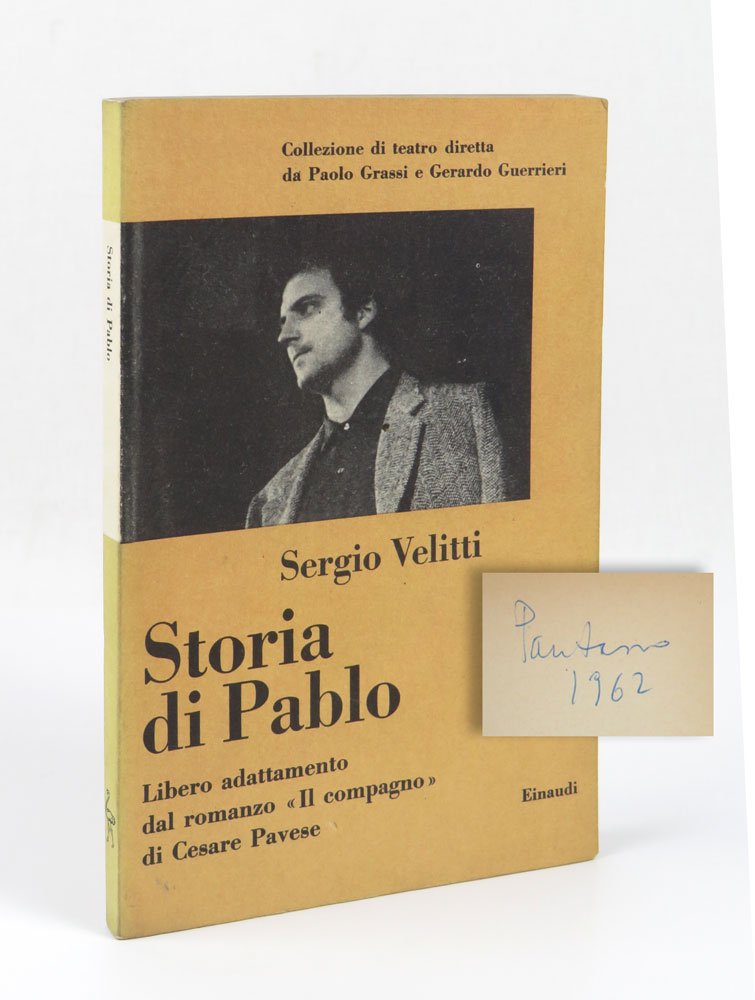 Collezione di teatro diretta
da Paolo Grassi e Gerardo Guerrieri
Storia di Pablo
Sergio Velitti
Storia
di Pablo
Libero adattamento
dal romanzo «Il compagno»
di Cesare Pavese
Einaudi
1962